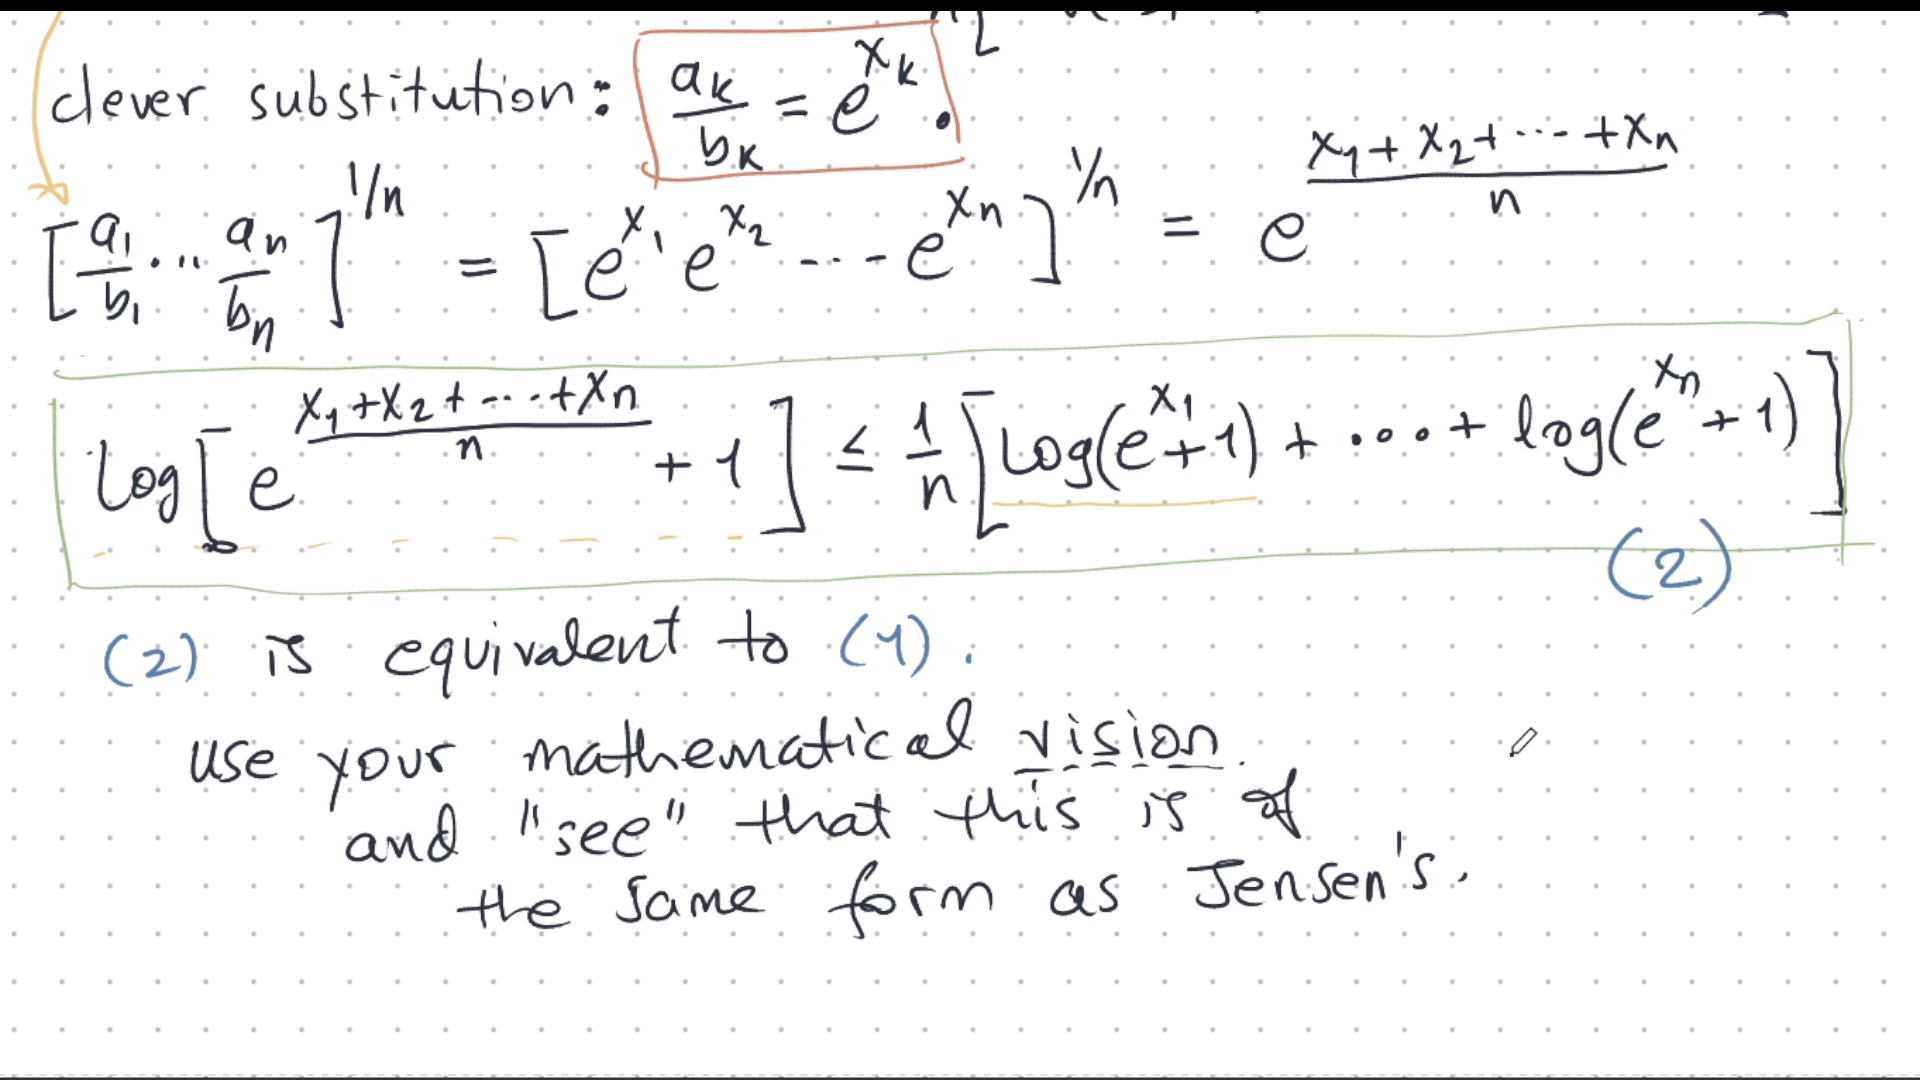 clever substitution: a_k/b_k = e^{x_k}.
[a_1/b_1 ... a_n/b_n]^{1/n} = [e^{x_1} e^{x_2} --- e^{x_n}]^{1/n} = e^{(x_1+x_2+---+x_n)/n}
log[e^{(x_1+x_2+---+x_n)/n} + 1] ≤ 1/n [log(e^{x_1}+1) + ... + log(e^{x_n}+1)]
(2)
(2) is equivalent to (1).
use your mathematical vision.
and "see" that this is of
the same form as Jensen's.